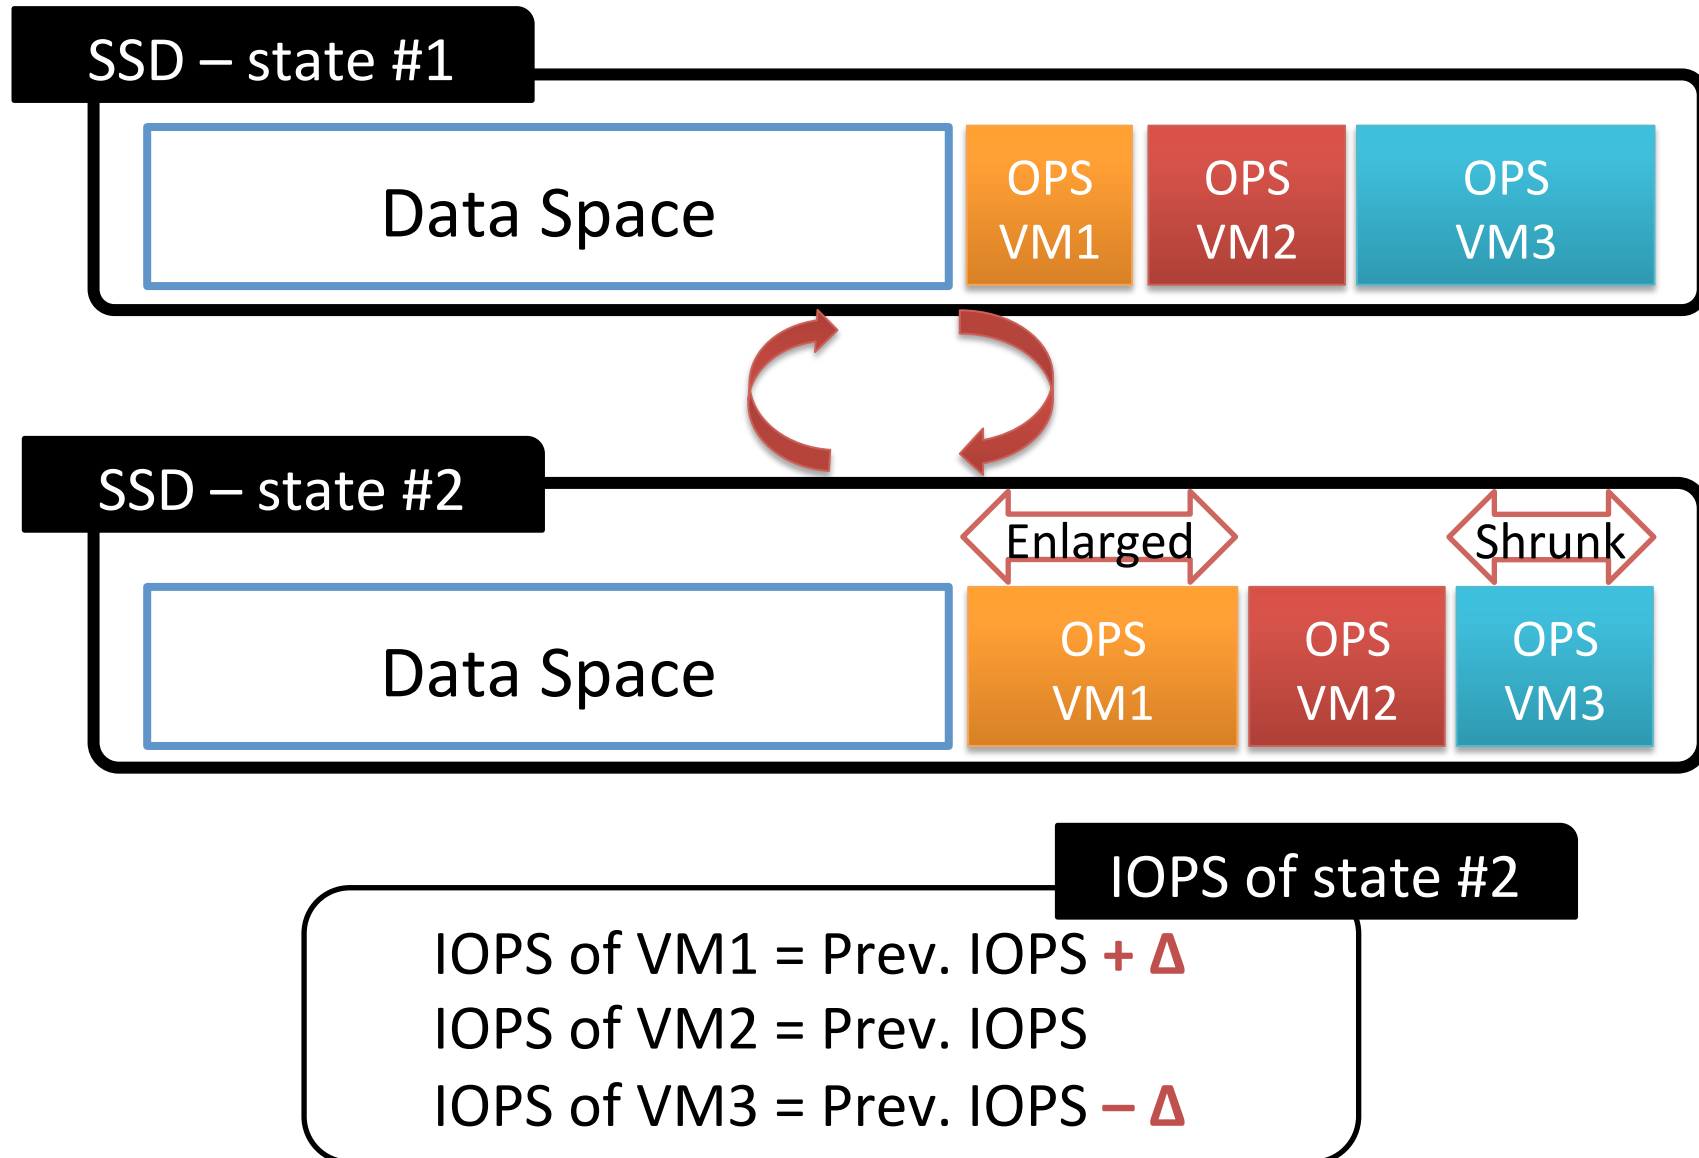 SSD – state #1
Data Space
OPS
VM1
OPS
VM2
OPS
VM3
SSD – state #2
Enlarged
Shrunk
Data Space
OPS
VM1
OPS
VM2
OPS
VM3
IOPS of state #2
IOPS of VM1 = Prev. IOPS + Δ
IOPS of VM2 = Prev. IOPS
IOPS of VM3 = Prev. IOPS – Δ